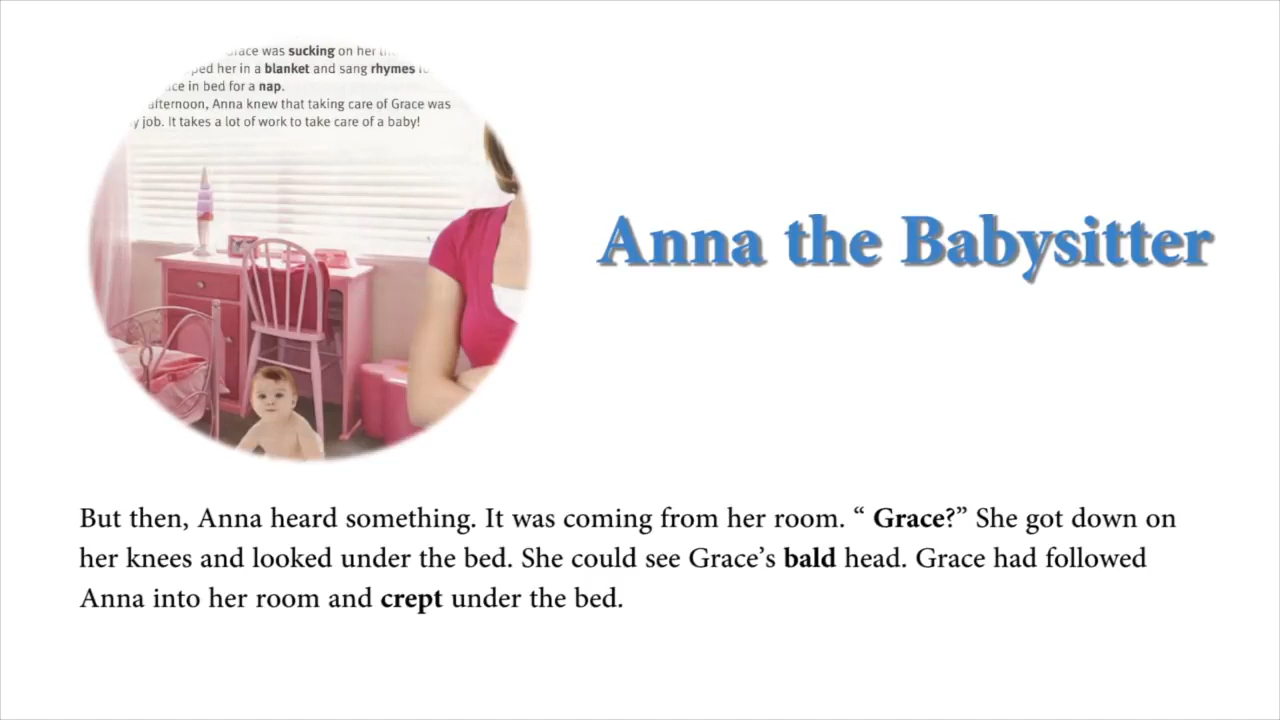 Grace was sucking on her
her in a blanket and sang rhymes
in bed for a nap.
afternoon, Anna knew that taking care of Grace was
job. It takes a lot of work to take care of a baby!
Anna the Babysitter
But then, Anna heard something. It was coming from her room. “ Grace?” She got down on
her knees and looked under the bed. She could see Grace’s bald head. Grace had followed
Anna into her room and crept under the bed.